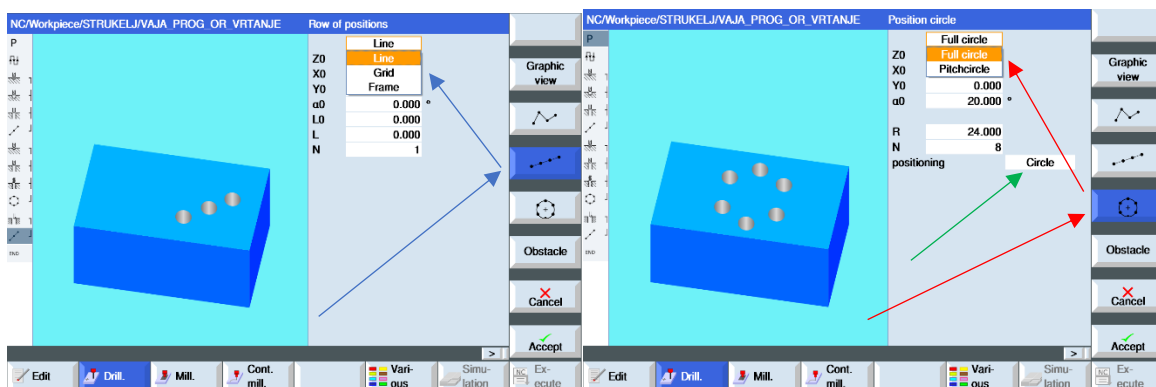 NC/Workpiece/STRUKELJ/VAJA_PROG_OR_VRTANJE
Row of positions
P
Line
Z0
Line
X0
Grid
Y0
Frame
α0
0.000 °
L0
0.000
L
0.000
N
1
END
Graphic
view
Obstacle
Cancel
Accept
>
Edit
Drill.
Mill.
Cont.
mill.
Vari-
ous
Simu-
lation
NC
Ex-
ecute
NC/Workpiece/STRUKELJ/VAJA_PROG_OR_VRTANJE
Position circle
P
Full circle
Z0
Full circle
X0
Pitchcircle
Y0
0.000
α0
20.000 °
R
24.000
N
8
positioning
Circle
END
Graphic
view
Obstacle
Cancel
Accept
>
Edit
Drill.
Mill.
Cont.
mill.
Vari-
ous
Simu-
lation
NC
Ex-
ecute